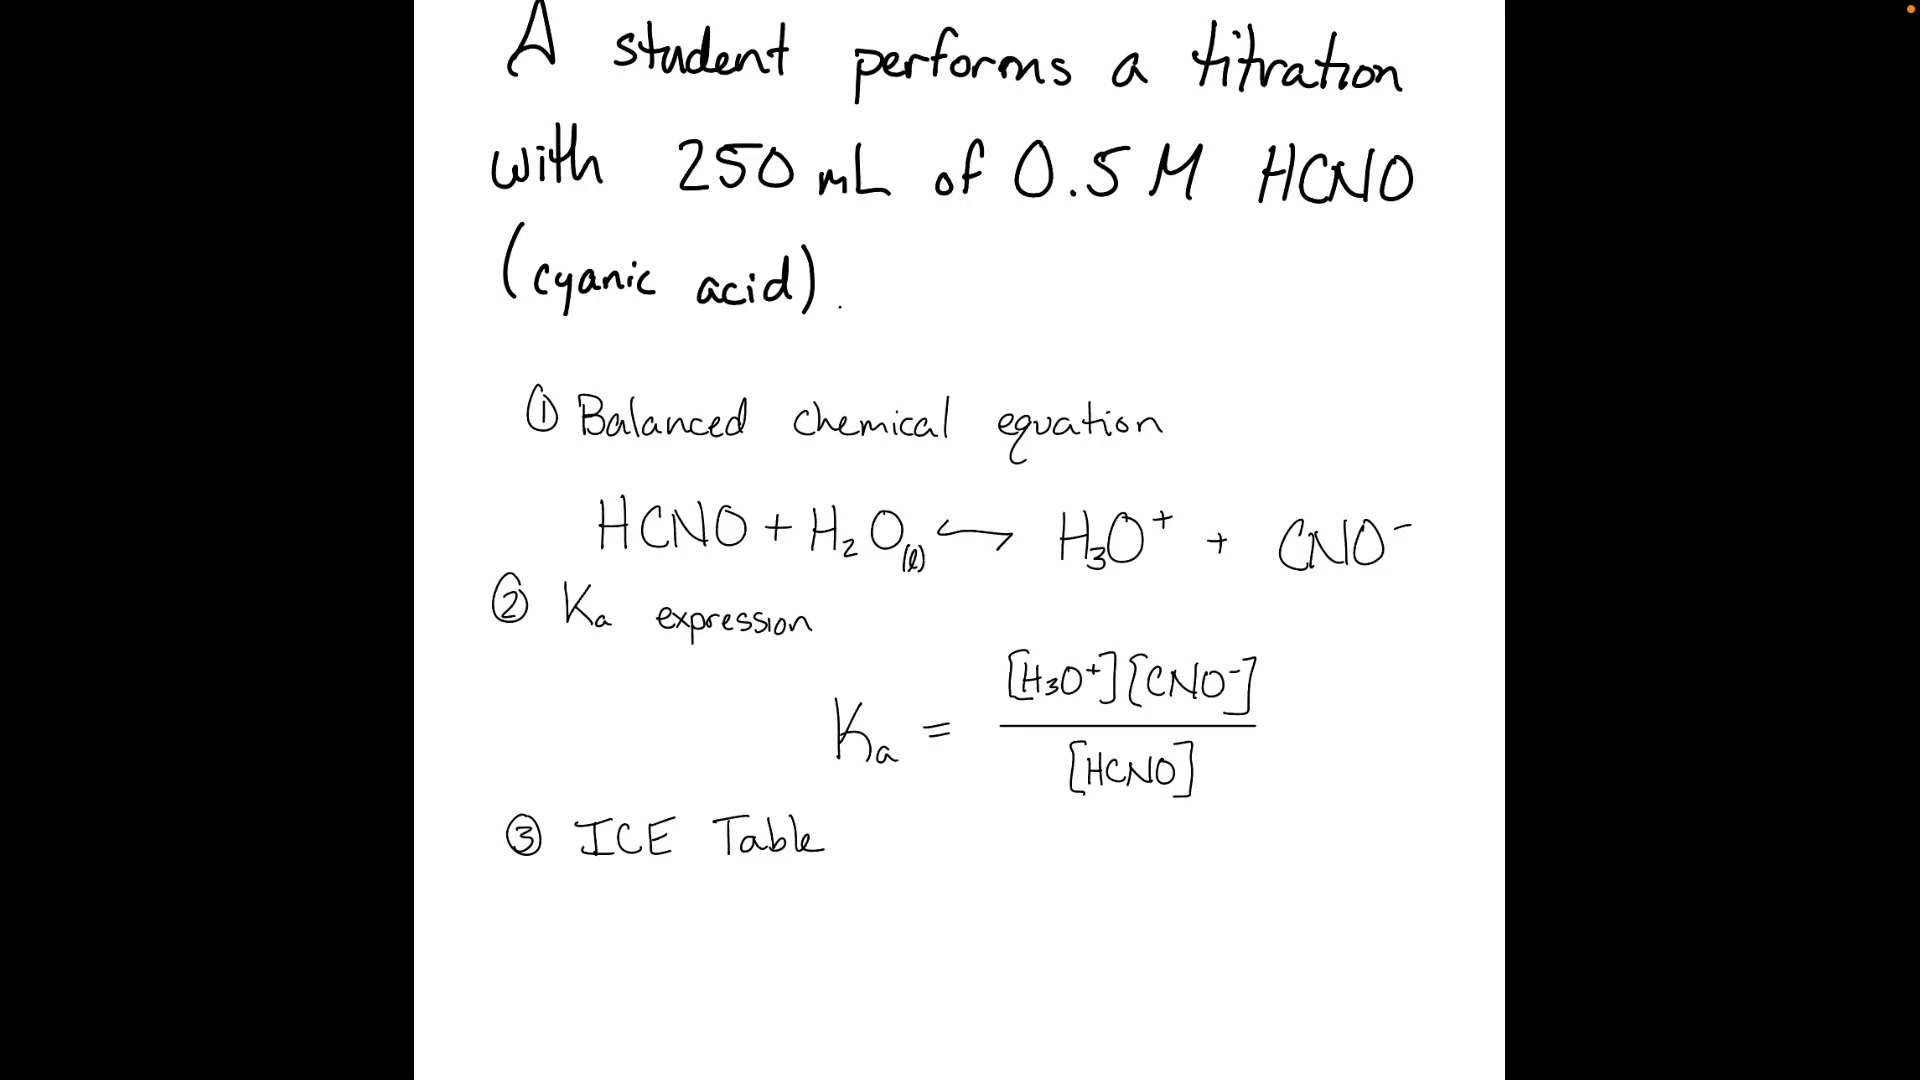 A student performs a titration
with 250 mL of 0.5 M HCNO
(cyanic acid).
① Balanced chemical equation
HCNO + H₂O₍ₗ₎ ⇌ H₃O⁺ + CNO⁻
② Kₐ expression
Kₐ = [H₃O⁺][CNO⁻]
[HCNO]
③ ICE Table